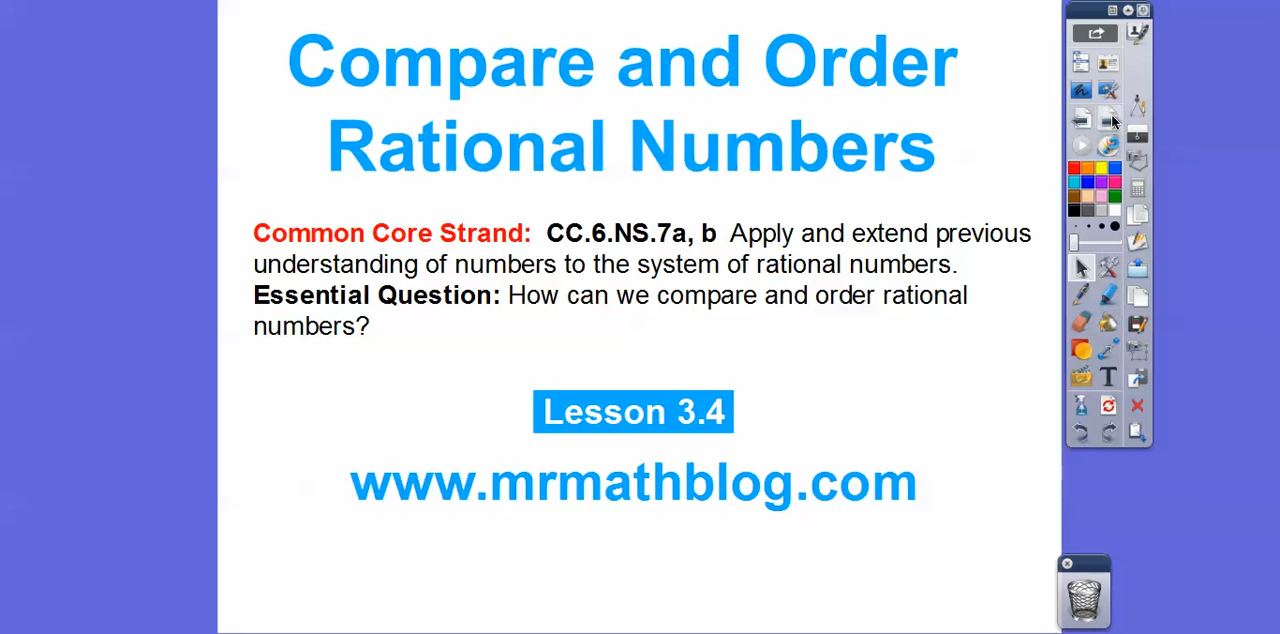 Compare and Order
Rational Numbers
Common Core Strand: CC.6.NS.7a, b Apply and extend previous
understanding of numbers to the system of rational numbers.
Essential Question: How can we compare and order rational
numbers?
Lesson 3.4
www.mrmathblog.com